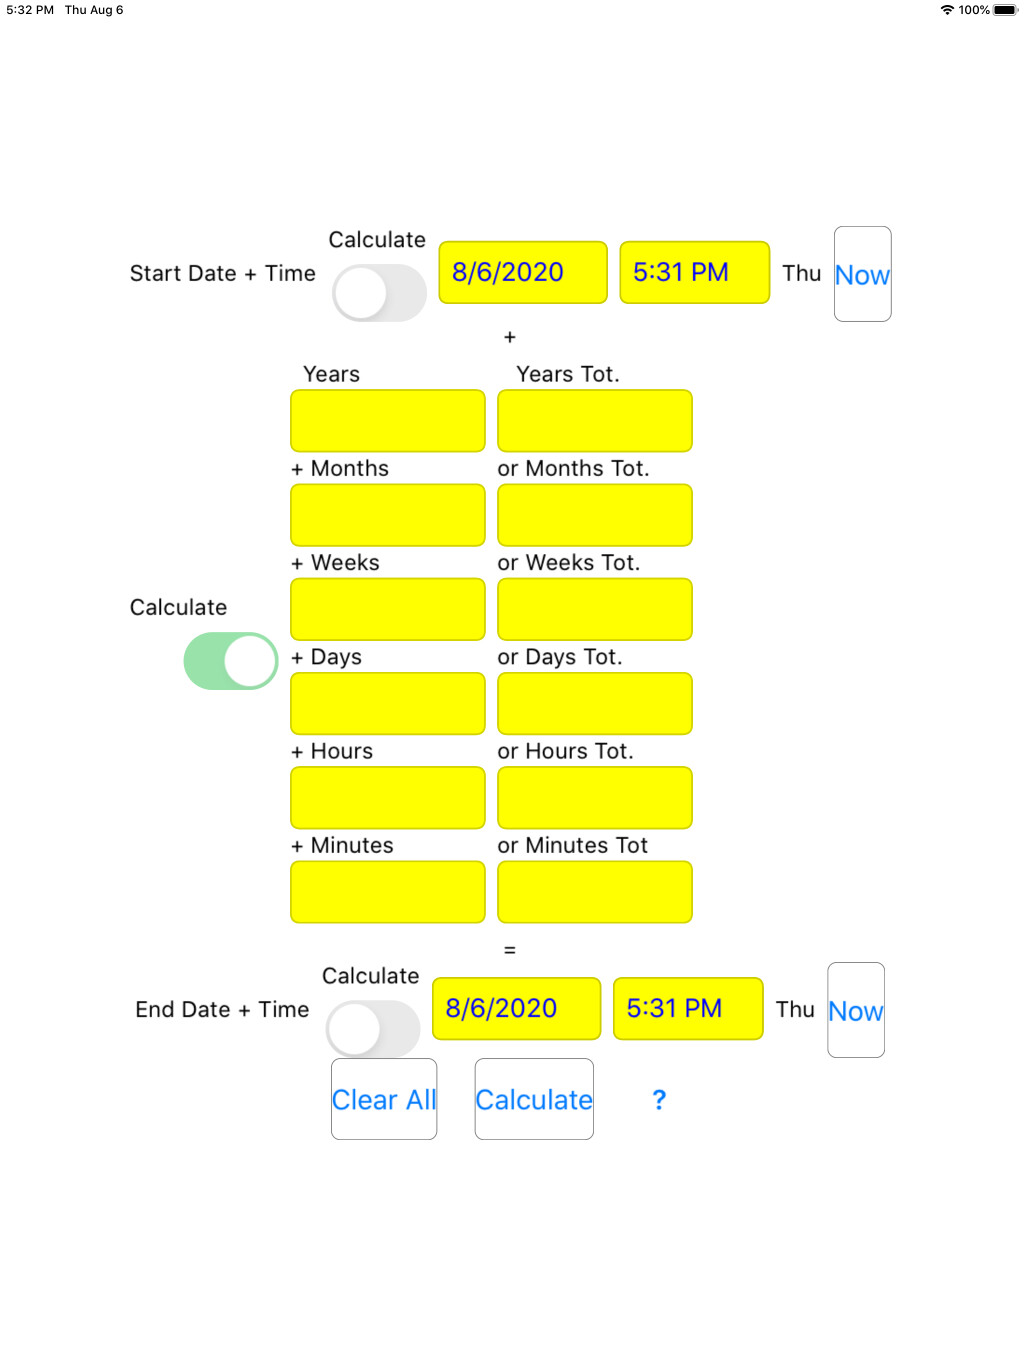 5:32 PM Thu Aug 6 100%
Calculate
Start Date + Time 8/6/2020 5:31 PM Thu Now
+
Years Years Tot.
+ Months or Months Tot.
+ Weeks or Weeks Tot.
Calculate
+ Days or Days Tot.
+ Hours or Hours Tot.
+ Minutes or Minutes Tot
=
Calculate
End Date + Time 8/6/2020 5:31 PM Thu Now
Clear All Calculate ?